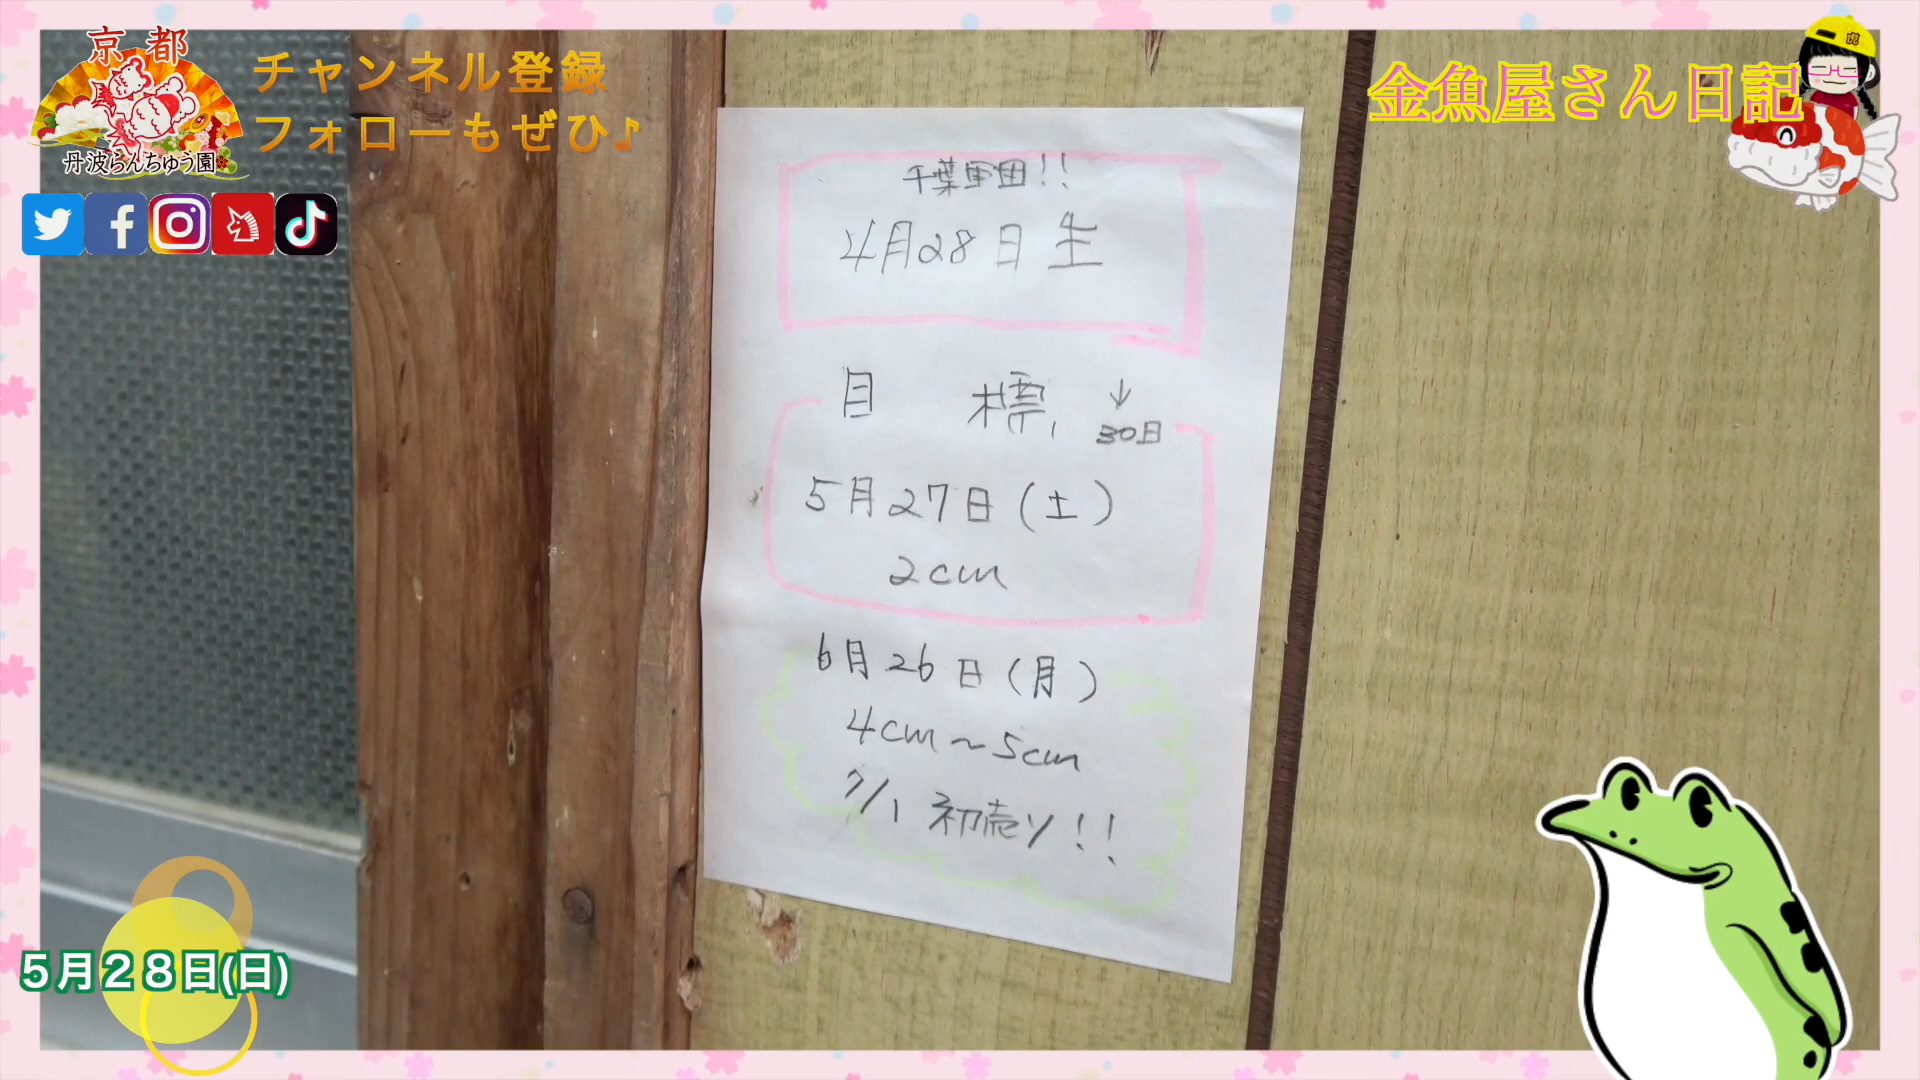 京都
丹波らんちゅう園
チャンネル登録
フォローもぜひ♪
金魚屋さん日記
千葉軍団!!
4月28日生
目標 ↓
30日
5月27日(土)
2cm
6月26日(月)
4cm～5cm
7/1 初売り!!
5月28日(日)